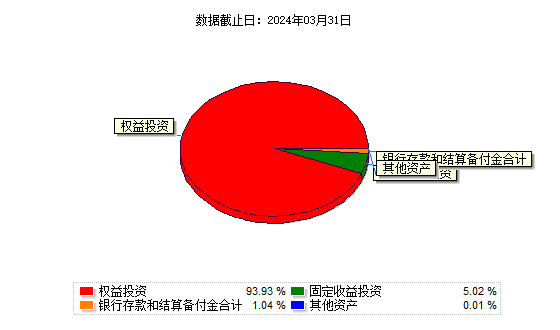 数据截止日：2024年03月31日
权益投资
银行存款和结算备付金合计
其他资产
资
权益投资 93.93 % 固定收益投资 5.02 %
银行存款和结算备付金合计 1.04 % 其他资产 0.01 %